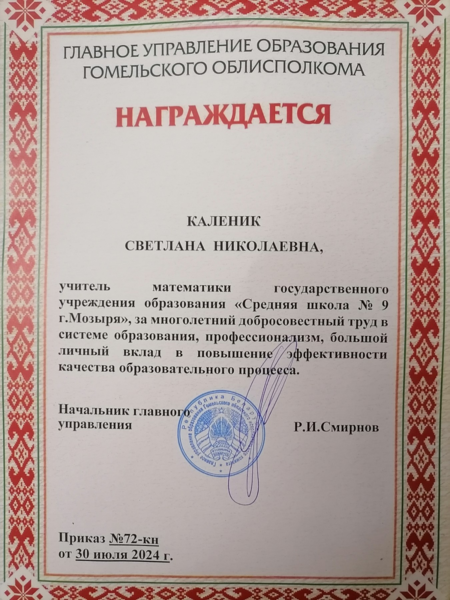 ГЛАВНОЕ УПРАВЛЕНИЕ ОБРАЗОВАНИЯ
ГОМЕЛЬСКОГО ОБЛИСПОЛКОМА
НАГРАЖДАЕТСЯ
КАЛЕНИК
СВЕТЛАНА НИКОЛАЕВНА,
учитель математики государственного
учреждения образования «Средняя школа № 9
г.Мозыря», за многолетний добросовестный труд в
системе образования, профессионализм, большой
личный вклад в повышение эффективности
качества образовательного процесса.
Начальник главного
управления Р.И.Смирнов
Приказ №72-кн
от 30 июля 2024 г.